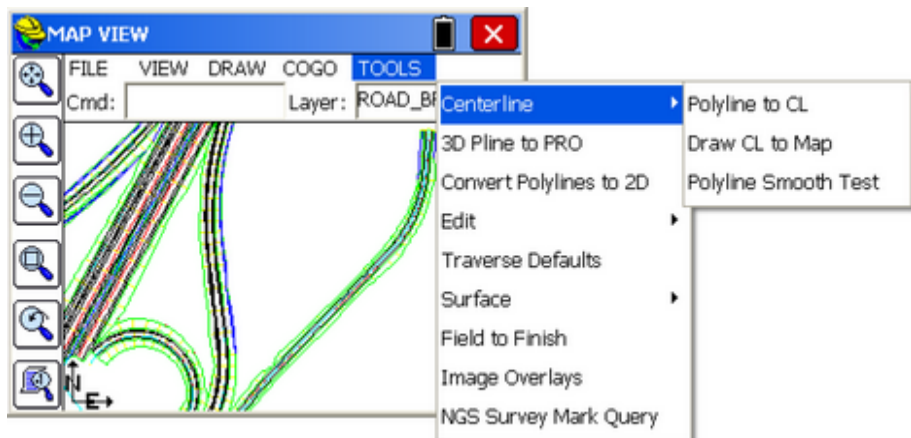 MAP VIEW
FILE VIEW DRAW COGO TOOLS
Cmd: Layer: ROAD_BR
Centerline
3D Pline to PRO
Convert Polylines to 2D
Edit
Traverse Defaults
Surface
Field to Finish
Image Overlays
NGS Survey Mark Query
Polyline to CL
Draw CL to Map
Polyline Smooth Test
N
E